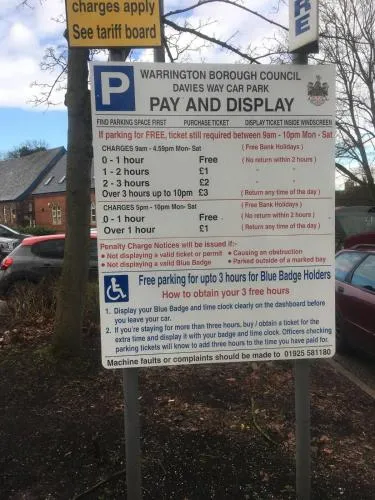 charges apply
See tariff board
RE
P
WARRINGTON BOROUGH COUNCIL
DAVIES WAY CAR PARK
PAY AND DISPLAY
FIND PARKING SPACE FIRST PURCHASE TICKET DISPLAY TICKET INSIDE WINDSCREEN
If parking for FREE, ticket still required between 9am - 10pm Mon - Sat
CHARGES 9am - 4.59pm Mon- Sat ( Free Bank Holidays )
0 - 1 hour Free ( No return within 2 hours )
1 - 2 hours £1 " "
2 - 3 hours £2 " "
Over 3 hours up to 10pm £3 ( Return any time of the day )
CHARGES 5pm - 10pm Mon- Sat ( Free Bank Holidays )
0 - 1 hour Free ( No return within 2 hours )
Over 1 hour £1 ( Return any time of the day )
Penalty Charge Notices will be issued if:-
• Not displaying a valid ticket or permit • Causing an obstruction
• Not displaying a valid Blue Badge • Parked outside of a marked bay
Free parking for upto 3 hours for Blue Badge Holders
How to obtain your 3 free hours
1. Display your Blue Badge and time clock clearly on the dashboard before
you leave your car.
2. If you're staying for more than three hours, buy / obtain a ticket for the
extra time and display it with your badge and time clock. Officers checking
parking tickets will know to add three hours to the time you have paid for.
Machine faults or complaints should be made to 01925 581180